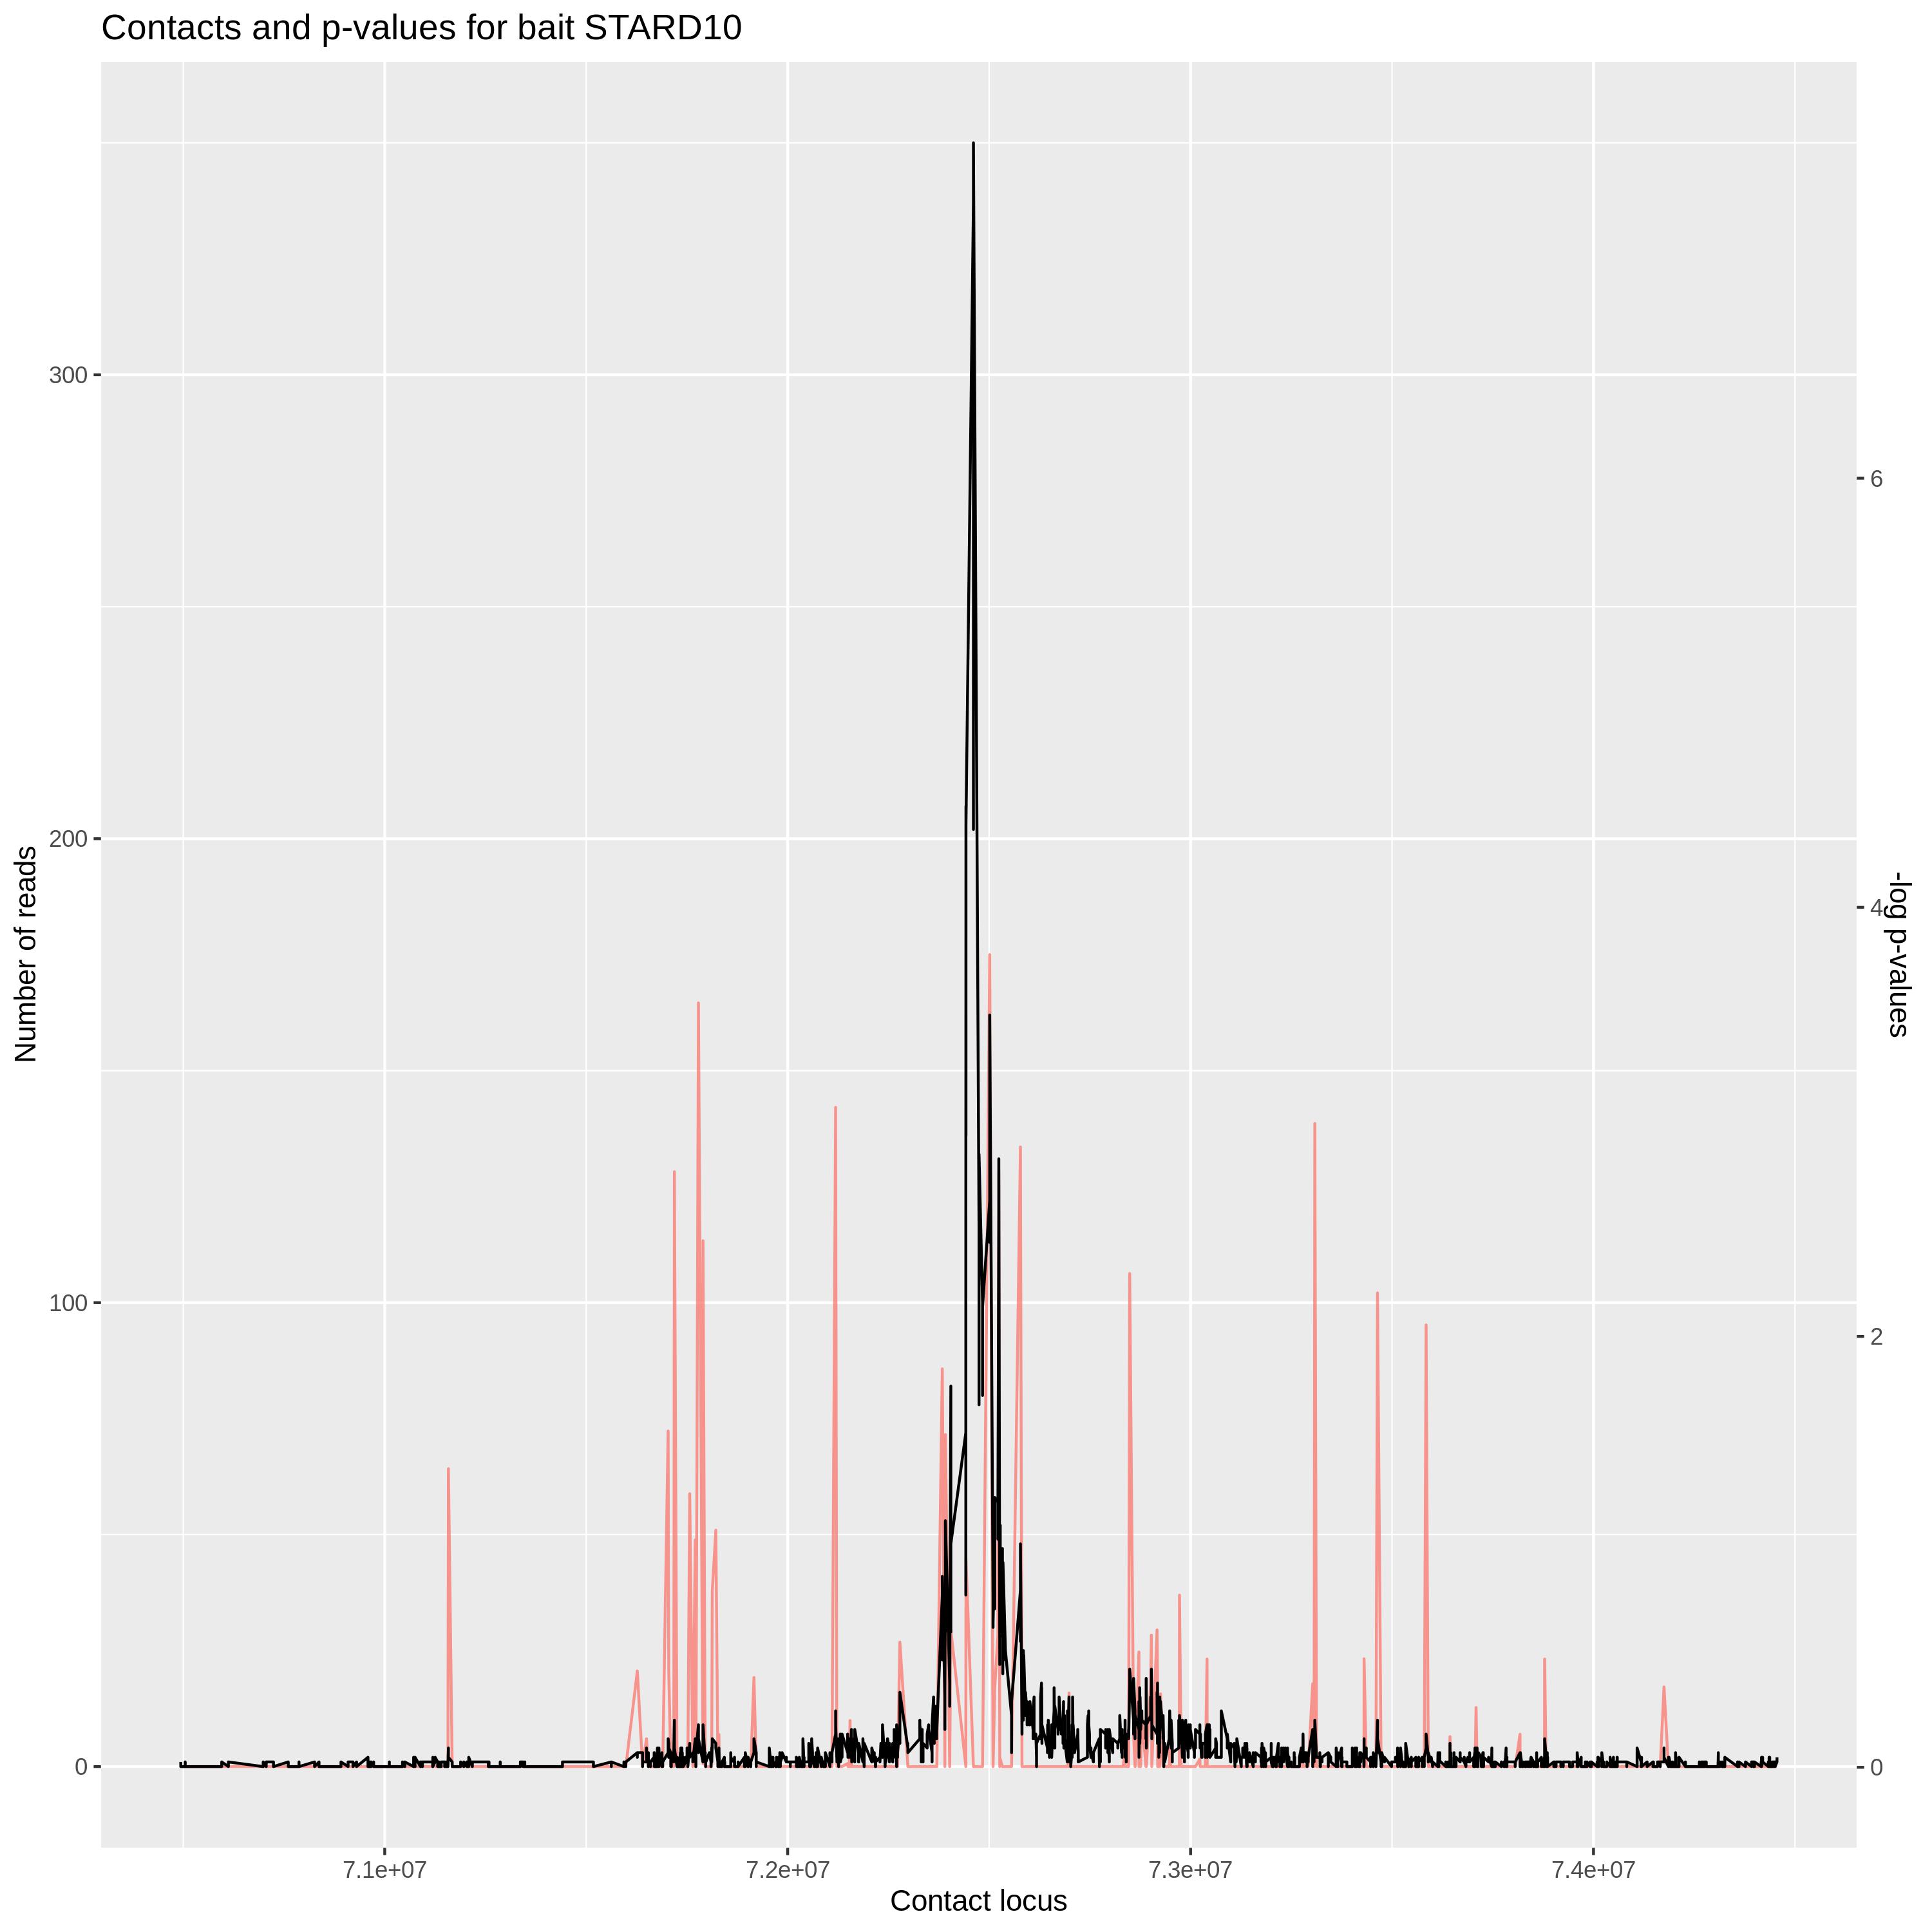 Contacts and p-values for bait STARD10
Number of reads
300
200
100
0
6
4
2
0
-log p-values
7.1e+07 7.2e+07 7.3e+07 7.4e+07
Contact locus